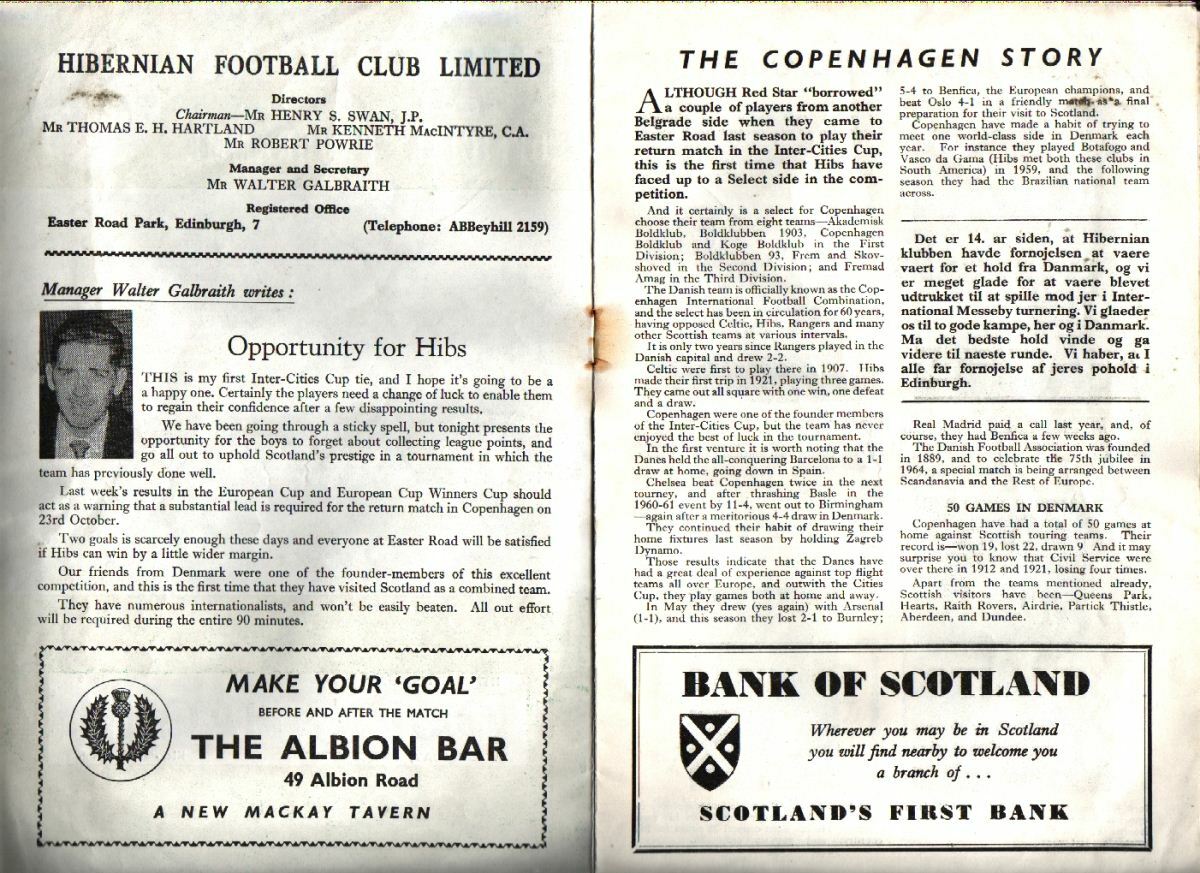 HIBERNIAN FOOTBALL CLUB LIMITED
Directors
Chairman—MR HENRY S. SWAN, J.P.
MR THOMAS E. H. HARTLAND MR KENNETH MACINTYRE, C.A.
MR ROBERT POWRIE
Manager and Secretary
MR WALTER GALBRAITH
Registered Office
Easter Road Park, Edinburgh, 7 (Telephone: ABBeyhill 2159)
Manager Walter Galbraith writes :
Opportunity for Hibs
THIS is my first Inter-Cities Cup tie, and I hope it's going to be a
a happy one. Certainly the players need a change of luck to enable them
to regain their confidence after a few disappointing results.
We have been going through a sticky spell, but tonight presents the
opportunity for the boys to forget about collecting league points, and
go all out to uphold Scotland's prestige in a tournament in which the
team has previously done well.
Last week's results in the European Cup and European Cup Winners Cup should
act as a warning that a substantial lead is required for the return match in Copenhagen on
23rd October.
Two goals is scarcely enough these days and everyone at Easter Road will be satisfied
if Hibs can win by a little wider margin.
Our friends from Denmark were one of the founder-members of this excellent
competition, and this is the first time that they have visited Scotland as a combined team.
They have numerous internationalists, and won't be easily beaten. All out effort
will be required during the entire 90 minutes.
MAKE YOUR 'GOAL'
BEFORE AND AFTER THE MATCH
THE ALBION BAR
49 Albion Road
A NEW MACKAY TAVERN
THE COPENHAGEN STORY
ALTHOUGH Red Star "borrowed"
a couple of players from another
Belgrade side when they came to
Easter Road last season to play their
return match in the Inter-Cities Cup,
this is the first time that Hibs have
faced up to a Select side in the com-
petition.
And it certainly is a select for Copenhagen
choose their team from eight teams—Akademisk
Boldklub, Boldklubben 1903, Copenhagen
Boldklub and Koge Boldklub in the First
Division; Boldklubben 93, Frem and Skov-
shoved in the Second Division; and Fremad
Amag in the Third Division.
The Danish team is officially known as the Cop-
enhagen International Football Combination,
and the select has been in circulation for 60 years,
having opposed Celtic, Hibs, Rangers and many
other Scottish teams at various intervals.
It is only two years since Rangers played in the
Danish capital and drew 2-2.
Celtic were first to play there in 1907. Hibs
made their first trip in 1921, playing three games.
They came out all square with one win, one defeat
and a draw.
Copenhagen were one of the founder members
of the Inter-Cities Cup, but the team has never
enjoyed the best of luck in the tournament.
In the first venture it is worth noting that the
Danes held the all-conquering Barcelona to a 1-1
draw at home, going down in Spain.
Chelsea beat Copenhagen twice in the next
tourney, and after thrashing Basle in the
1960-61 event by 11-4, went out to Birmingham
—again after a meritorious 4-4 draw in Denmark.
They continued their habit of drawing their
home fixtures last season by holding Zagreb
Dynamo.
Those results indicate that the Danes have
had a great deal of experience against top flight
teams all over Europe, and outwith the Cities
Cup, they play games both at home and away.
In May they drew (yes again) with Arsenal
(1-1), and this season they lost 2-1 to Burnley;
5-4 to Benfica, the European champions, and
beat Oslo 4-1 in a friendly match as a final
preparation for their visit to Scotland.
Copenhagen have made a habit of trying to
meet one world-class side in Denmark each
year. For instance they played Botafogo and
Vasco da Gama (Hibs met both these clubs in
South America) in 1959, and the following
season they had the Brazilian national team
across.
Det er 14. ar siden, at Hibernian
klubben havde fornojelsen at vaere
vaert for et hold fra Danmark, og vi
er meget glade for at vaere blevet
udtrukket til at spille mod jer i Inter-
national Messeby turnering. Vi glaeder
os til to gode kampe, her og i Danmark.
Ma det bedste hold vinde og ga
videre til naeste runde. Vi haber, at I
alle far fornojelse af jeres pohold i
Edinburgh.
Real Madrid paid a call last year, and, of
course, they had Benfica a few weeks ago.
The Danish Football Association was founded
in 1889, and to celebrate the 75th jubilee in
1964, a special match is being arranged between
Scandanavia and the Rest of Europe.
50 GAMES IN DENMARK
Copenhagen have had a total of 50 games at
home against Scottish touring teams. Their
record is—won 19, lost 22, drawn 9 And it may
surprise you to know that Civil Service were
over there in 1912 and 1921, losing four times.
Apart from the teams mentioned already,
Scottish visitors have been—Queens Park,
Hearts, Raith Rovers, Airdrie, Partick Thistle,
Aberdeen, and Dundee.
BANK OF SCOTLAND
Wherever you may be in Scotland
you will find nearby to welcome you
a branch of . . .
SCOTLAND'S FIRST BANK